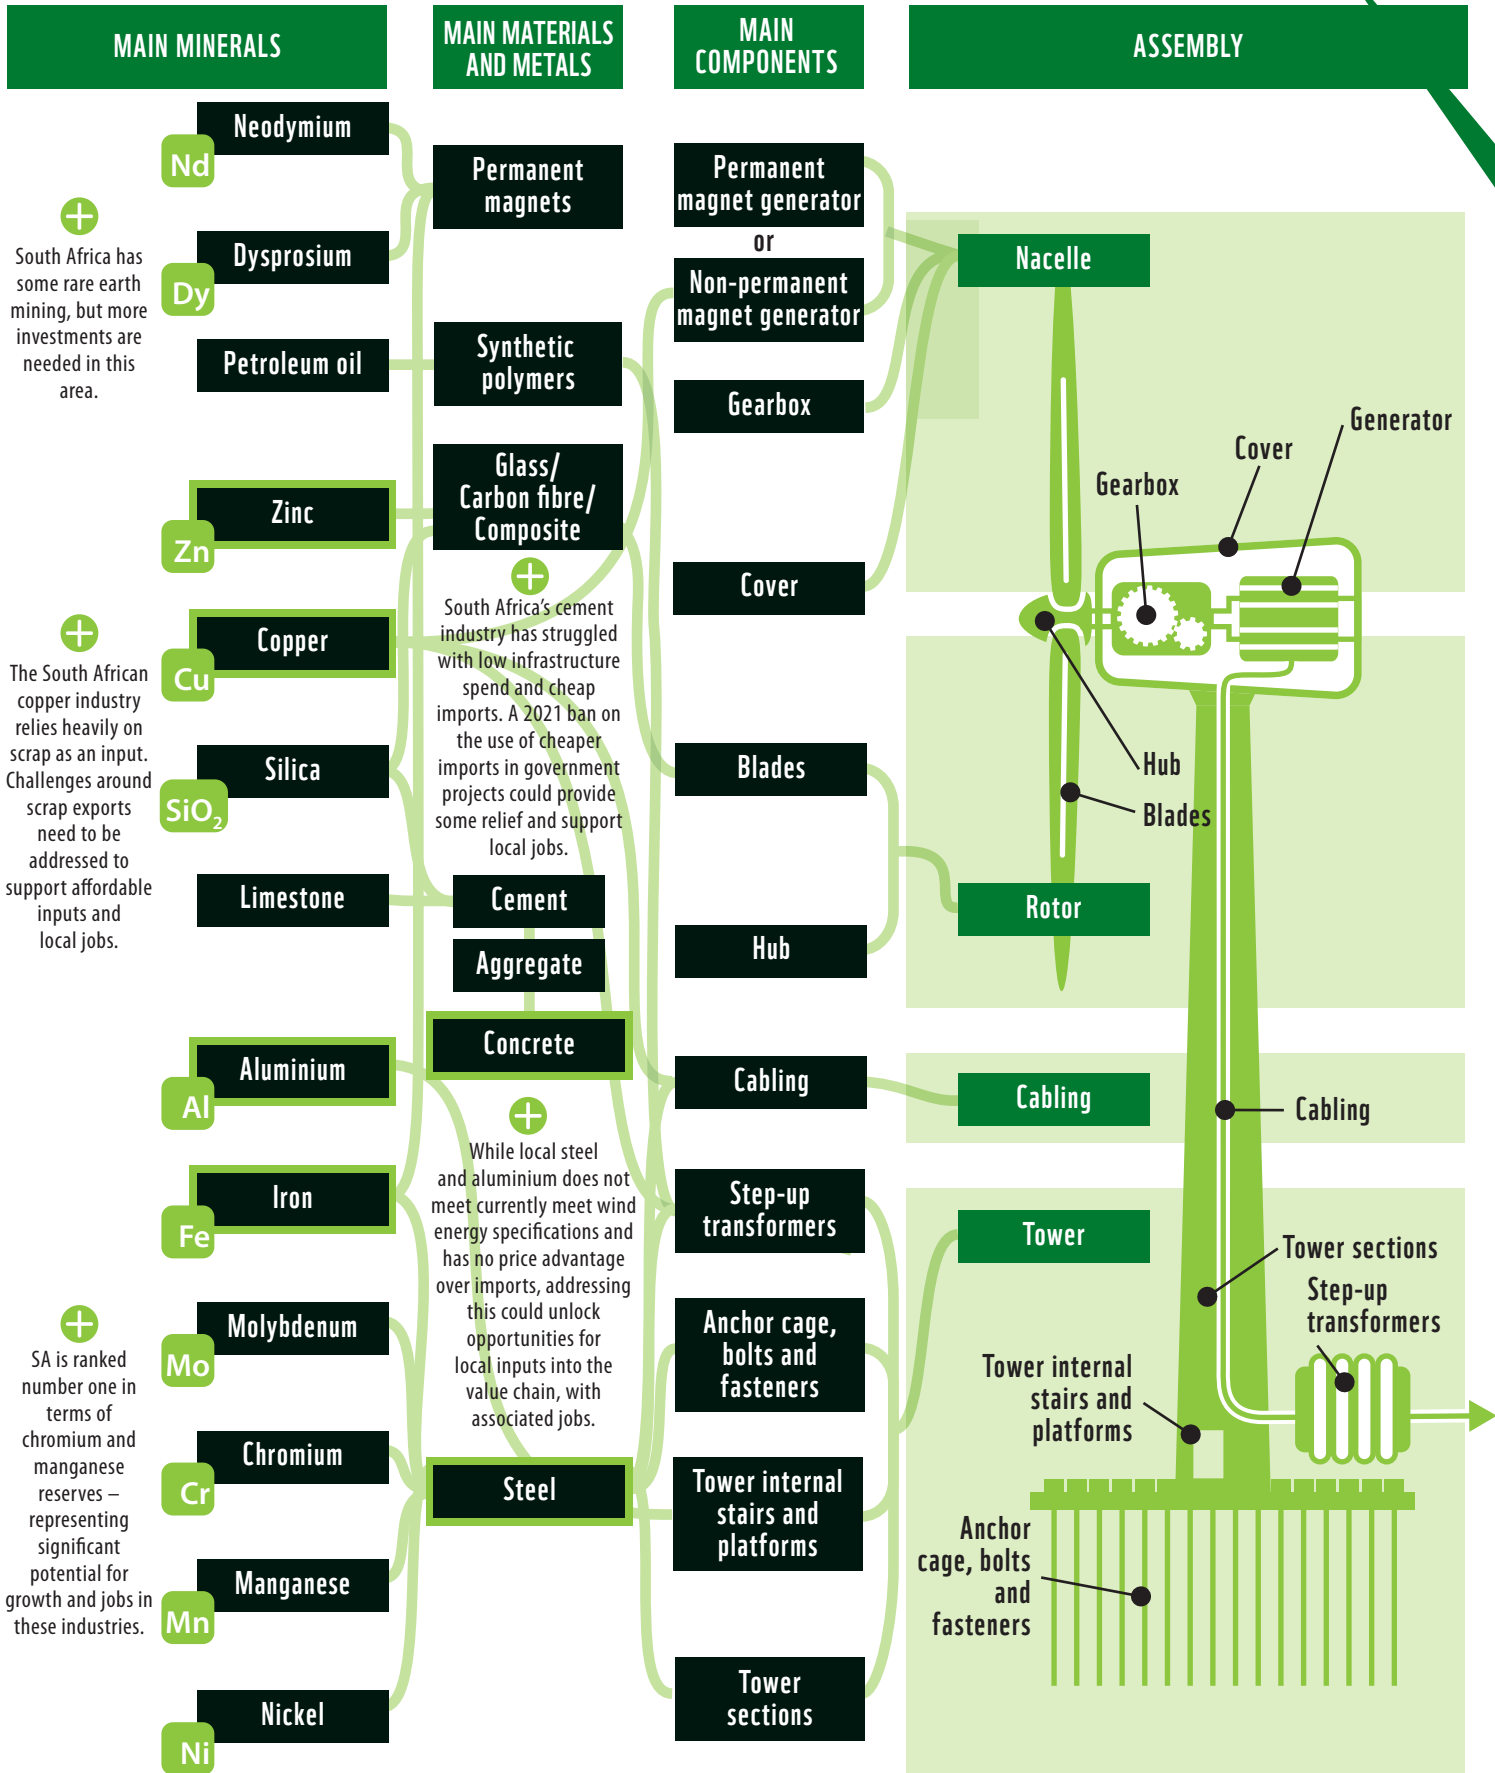 MAIN MINERALS
MAIN MATERIALS
AND METALS
MAIN
COMPONENTS
ASSEMBLY
Neodymium
Nd
South Africa has
some rare earth
mining, but more
investments are
needed in this
area.
Dysprosium
Dy
Petroleum oil
Zinc
Zn
Copper
Cu
The South African
copper industry
relies heavily on
scrap as an input.
Challenges around
scrap exports
need to be
addressed to
support affordable
inputs and
local jobs.
Silica
SiO2
Limestone
Aluminium
Al
Iron
Fe
Molybdenum
Mo
SA is ranked
number one in
terms of
chromium and
manganese
reserves –
representing
significant
potential for
growth and jobs in
these industries.
Chromium
Cr
Manganese
Mn
Nickel
Ni
Permanent
magnets
Synthetic
polymers
Glass/
Carbon fibre/
Composite
South Africa’s cement
industry has struggled
with low infrastructure
spend and cheap
imports. A 2021 ban on
the use of cheaper
imports in government
projects could provide
some relief and support
local jobs.
Cement
Aggregate
Concrete
While local steel
and aluminium does not
meet currently meet wind
energy specifications and
has no price advantage
over imports, addressing
this could unlock
opportunities for
local inputs into the
value chain, with
associated jobs.
Steel
Permanent
magnet generator
or
Non-permanent
magnet generator
Gearbox
Cover
Blades
Hub
Cabling
Step-up
transformers
Anchor cage,
bolts and
fasteners
Tower internal
stairs and
platforms
Tower
sections
Nacelle
Generator
Cover
Gearbox
Hub
Blades
Rotor
Cabling
Cabling
Tower
Tower sections
Step-up
transformers
Tower internal
stairs and
platforms
Anchor
cage, bolts
and
fasteners